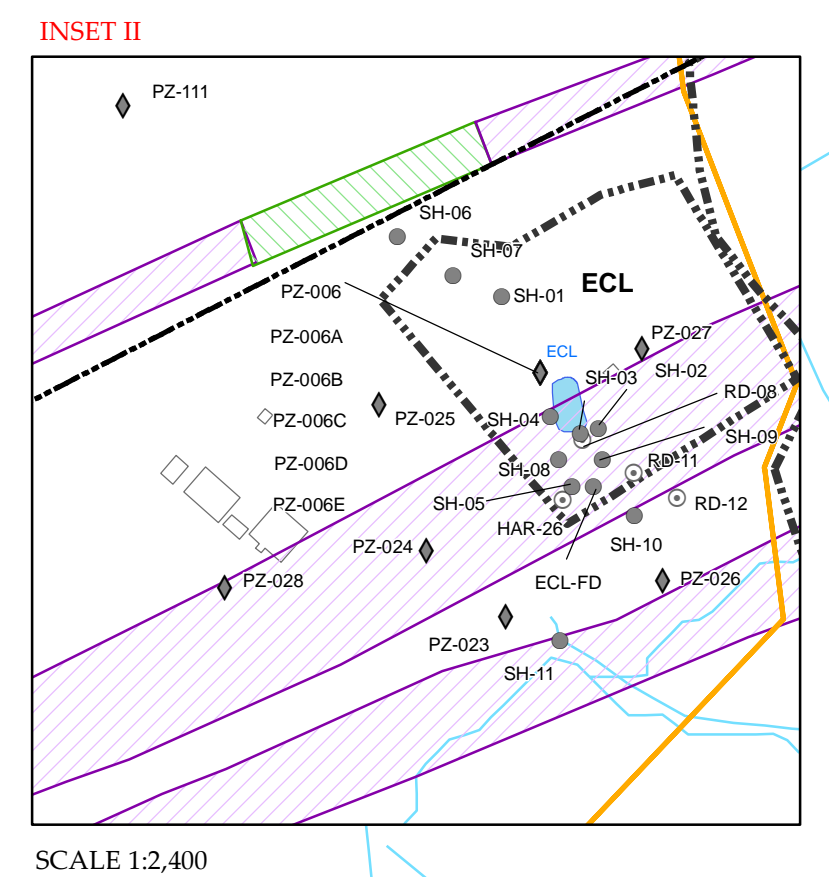 INSET II
PZ-111
SH-06
SH-07
ECL
PZ-006
SH-01
PZ-006A
PZ-027
ECL
SH-02
SH-03
PZ-006B
RD-08
PZ-006C
PZ-025
SH-04
SH-09
PZ-006D
SH-08
RD-11
PZ-006E
SH-05
RD-12
HAR-26
SH-10
PZ-024
PZ-028
ECL-FD
PZ-026
PZ-023
SH-11
SCALE 1:2,400